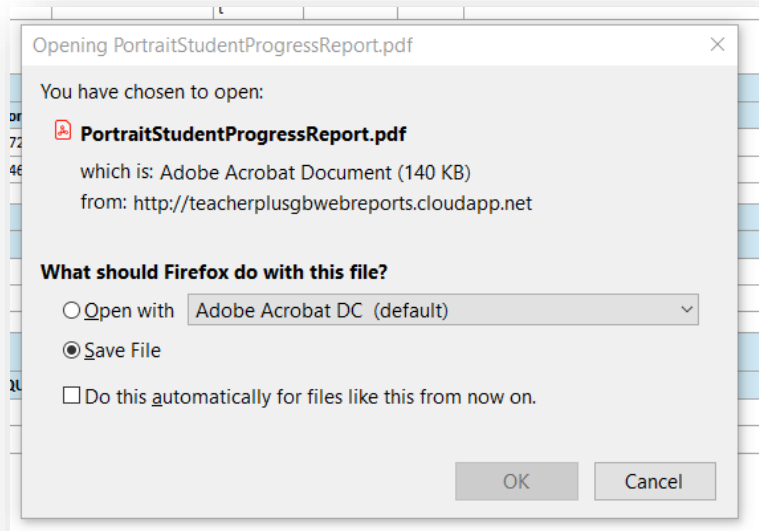 Opening PortraitStudentProgressReport.pdf
You have chosen to open:
PortraitStudentProgressReport.pdf
which is: Adobe Acrobat Document (140 KB)
from: http://teacherplusgbwebreports.cloudapp.net
What should Firefox do with this file?
Open with Adobe Acrobat DC (default)
Save File
Do this automatically for files like this from now on.
OK Cancel